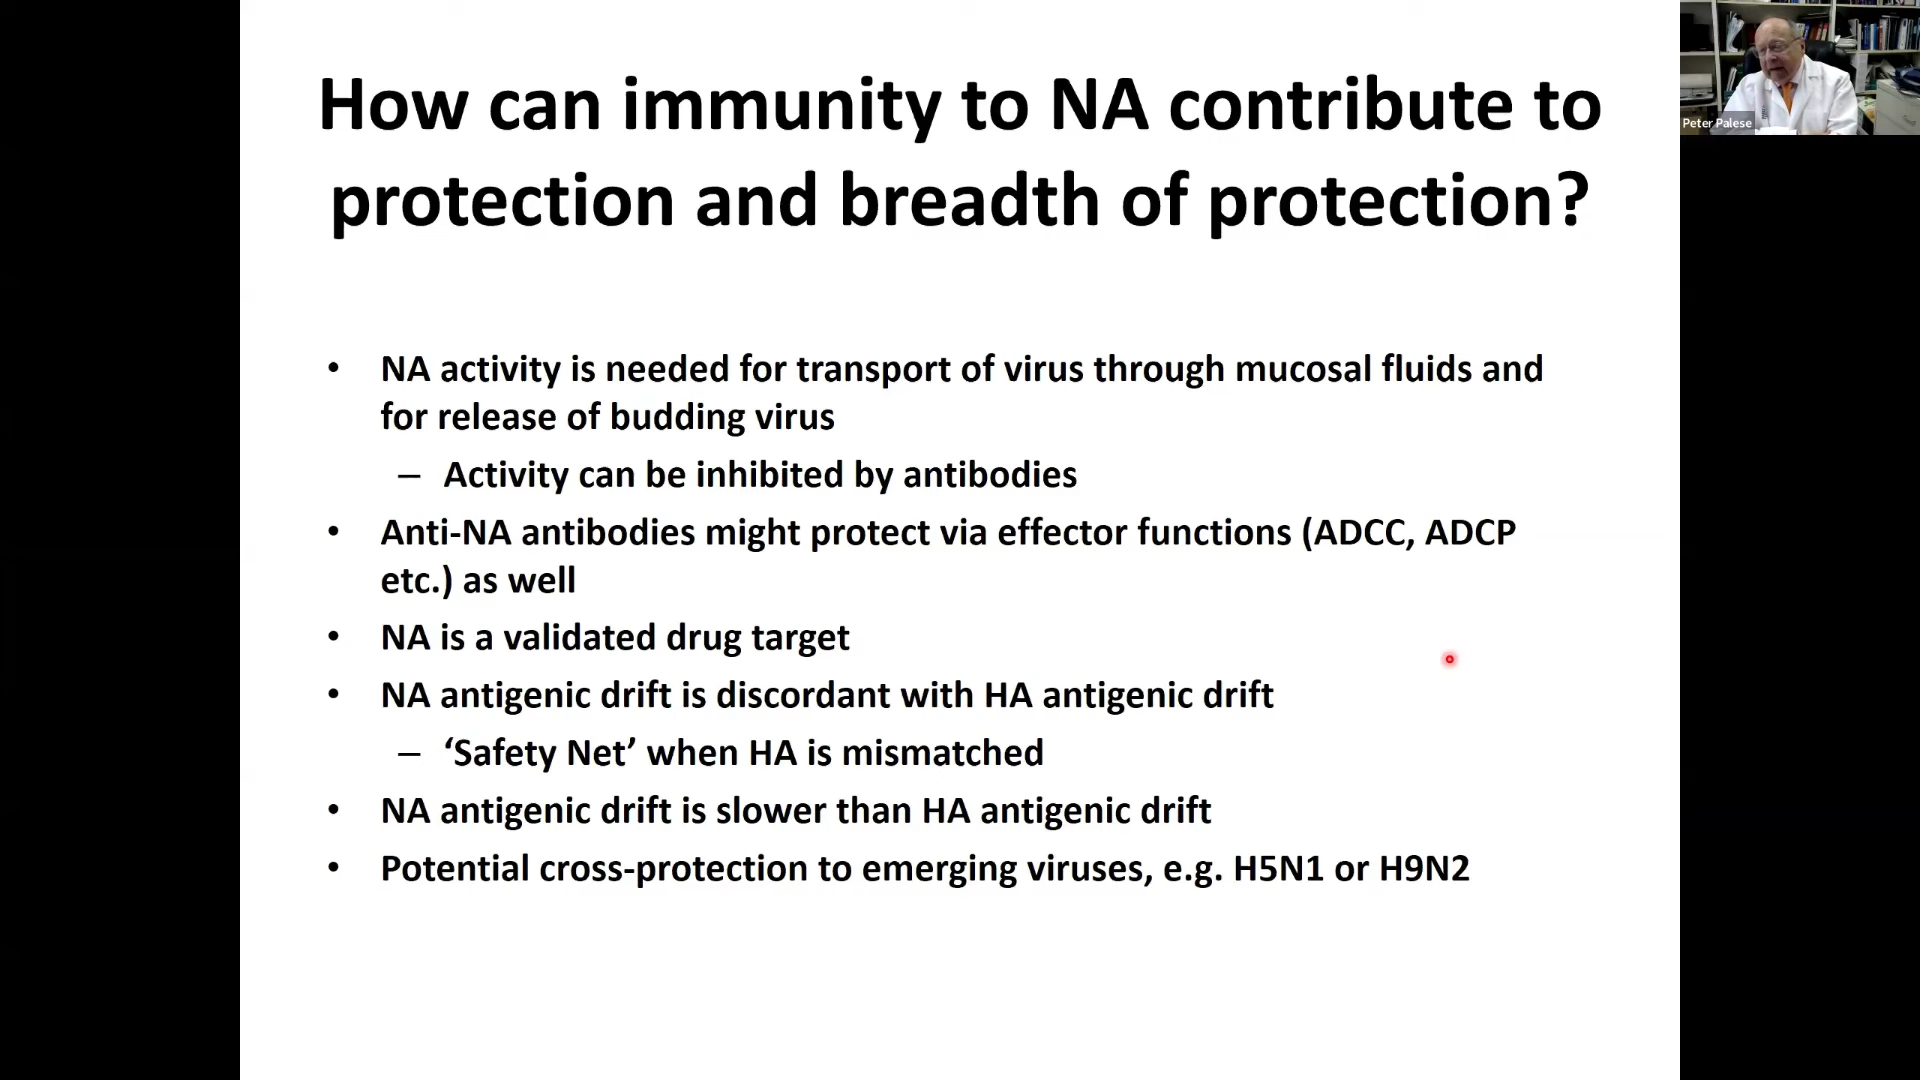 How can immunity to NA contribute to
protection and breadth of protection?
• NA activity is needed for transport of virus through mucosal fluids and
for release of budding virus
– Activity can be inhibited by antibodies
• Anti-NA antibodies might protect via effector functions (ADCC, ADCP
etc.) as well
• NA is a validated drug target
• NA antigenic drift is discordant with HA antigenic drift
– ‘Safety Net’ when HA is mismatched
• NA antigenic drift is slower than HA antigenic drift
• Potential cross-protection to emerging viruses, e.g. H5N1 or H9N2
Peter Palese